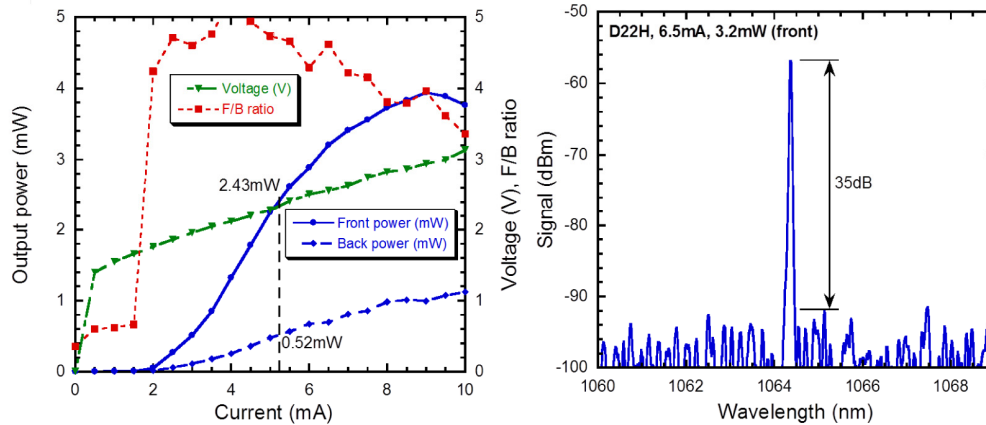 Output power (mW)
5
4
3
2
1
0
5
4
3
2
1
0
Voltage (V), F/B ratio
Voltage (V)
F/B ratio
2.43mW
Front power (mW)
Back power (mW)
0.52mW
0 2 4 6 8 10
Current (mA)
Signal (dBm)
-50
-60
-70
-80
-90
-100
D22H, 6.5mA, 3.2mW (front)
35dB
1060 1062 1064 1066 1068
Wavelength (nm)